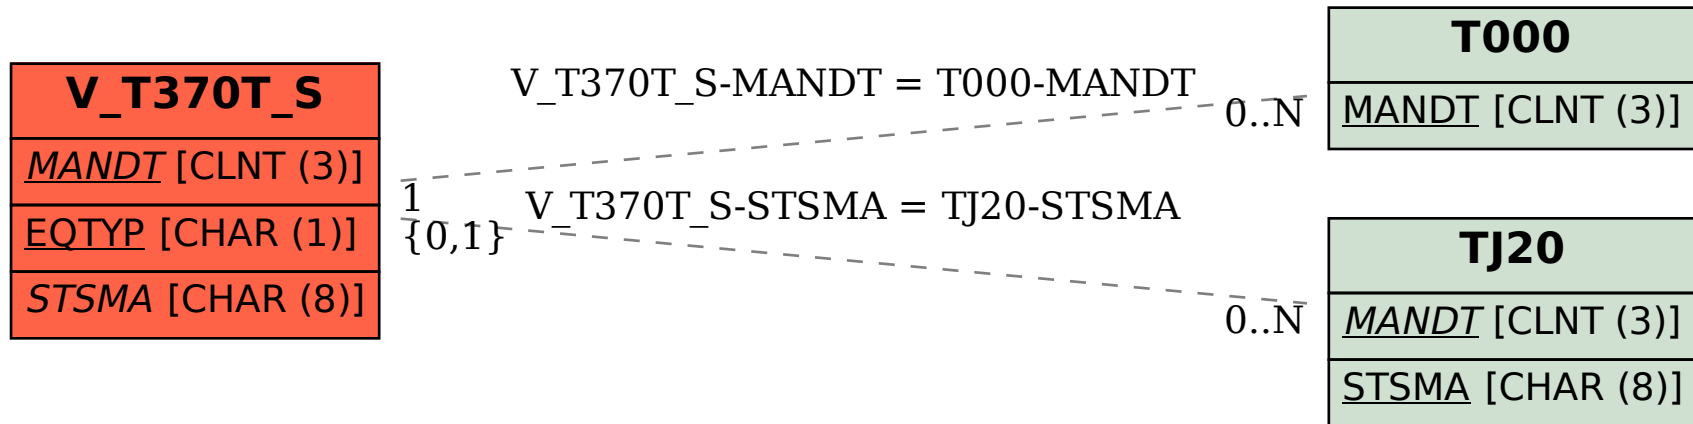 V_T370T_S
MANDT [CLNT (3)]
EQTYP [CHAR (1)]
STSMA [CHAR (8)]
V_T370T_S-MANDT = T000-MANDT
0..N
1
V_T370T_S-STSMA = TJ20-STSMA
{0,1}
0..N
T000
MANDT [CLNT (3)]
TJ20
MANDT [CLNT (3)]
STSMA [CHAR (8)]